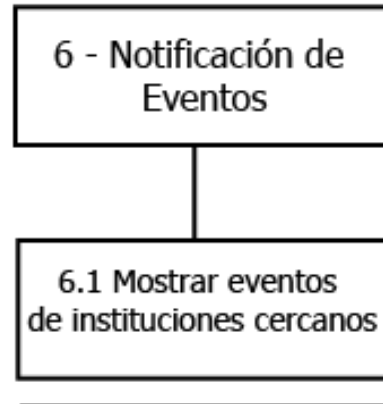 6 - Notificación de
Eventos
6.1 Mostrar eventos
de instituciones cercanos